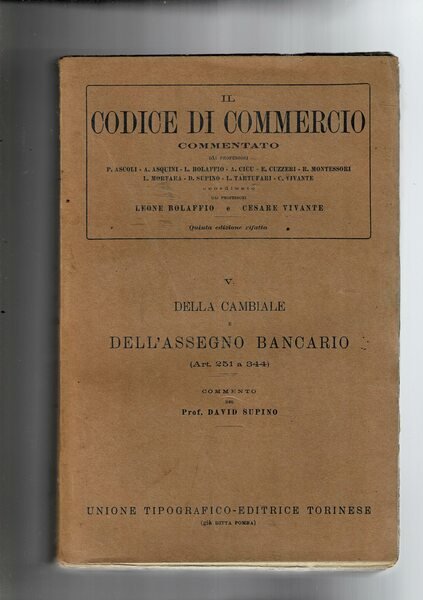 IL
CODICE DI COMMERCIO
COMMENTATO
DAI PROFESSORI
P. ASCOLI - A. ASQUINI - L. BOLAFFIO - A. CICU - E. CUZZERI - R. MONTESSORI
L. MORTARA - D. SUPINO - L. TARTUFARI - C. VIVANTE
coordinato
DAI PROFESSORI
LEONE BOLAFFIO e CESARE VIVANTE
Quinta edizione rifatta
V.
DELLA CAMBIALE
E
DELL'ASSEGNO BANCARIO
(Art. 251 a 344)
COMMENTO
DEL
Prof. DAVID SUPINO
UNIONE TIPOGRAFICO-EDITRICE TORINESE
(già DITTA POMBA)